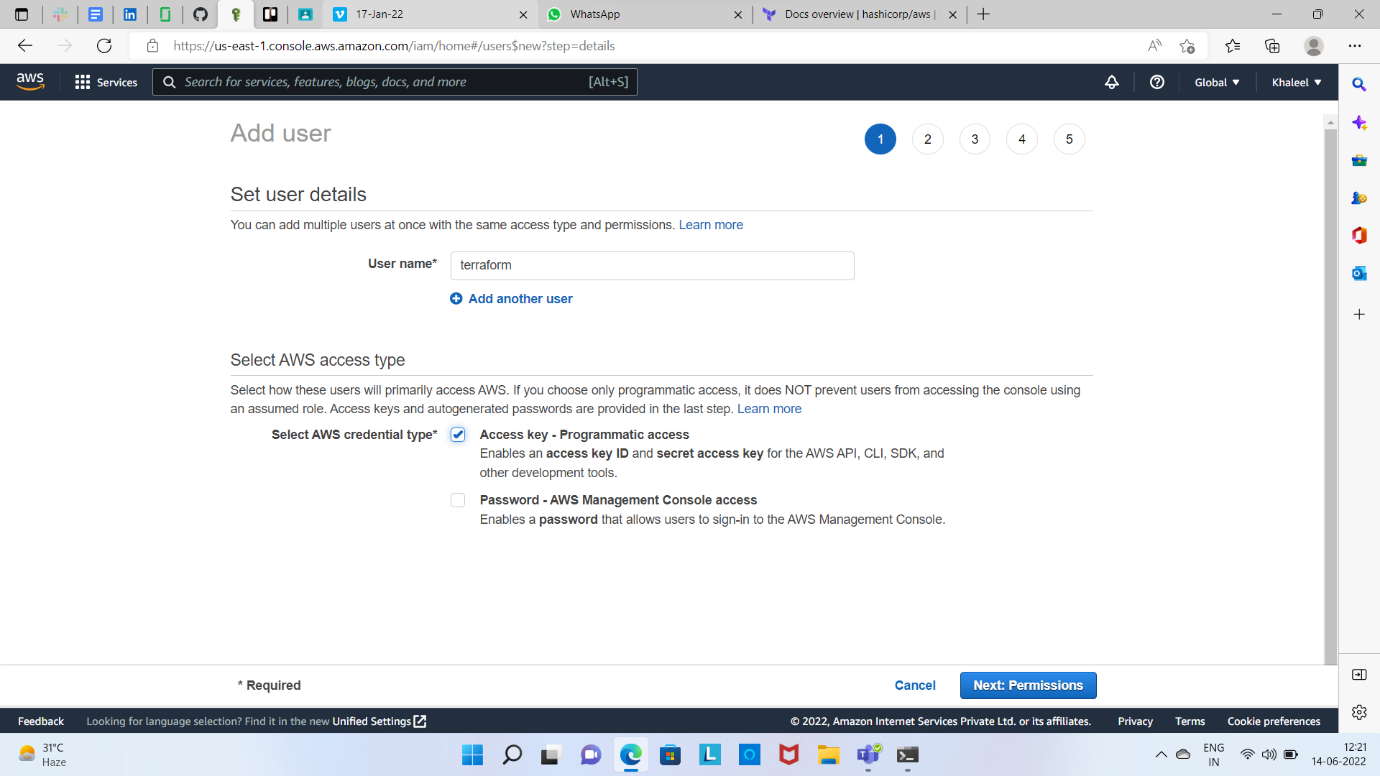 17-Jan-22
WhatsApp
Docs overview | hashicorp/aws |
https://us-east-1.console.aws.amazon.com/iam/home#/users$new?step=details
aws
Services
Search for services, features, blogs, docs, and more
[Alt+S]
Global
Khaleel
Add user
1 2 3 4 5
Set user details
You can add multiple users at once with the same access type and permissions. Learn more
User name*
terraform
Add another user
Select AWS access type
Select how these users will primarily access AWS. If you choose only programmatic access, it does NOT prevent users from accessing the console using
an assumed role. Access keys and autogenerated passwords are provided in the last step. Learn more
Select AWS credential type*
Access key - Programmatic access
Enables an access key ID and secret access key for the AWS API, CLI, SDK, and
other development tools.
Password - AWS Management Console access
Enables a password that allows users to sign-in to the AWS Management Console.
* Required
Cancel
Next: Permissions
Feedback
Looking for language selection? Find it in the new Unified Settings
© 2022, Amazon Internet Services Private Ltd. or its affiliates.
Privacy
Terms
Cookie preferences
31°C
Haze
ENG
IN
12:21
14-06-2022